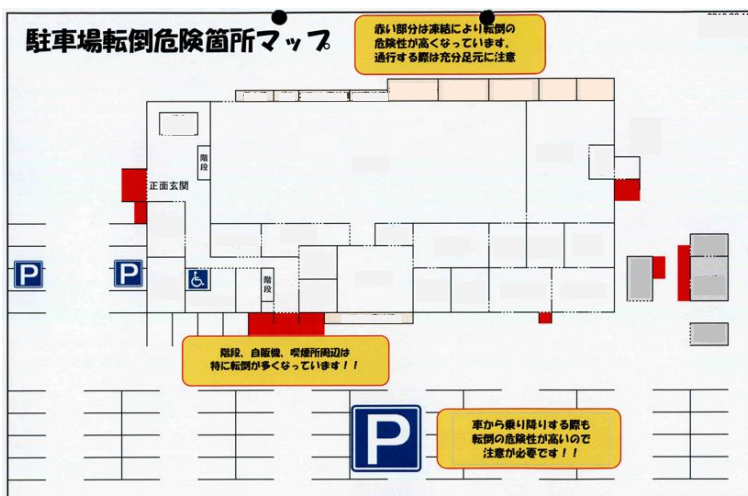 駐車場転倒危険箇所マップ
赤い部分は凍結により転倒の
危険性が高くなっています。
通行する際は充分足元に注意
階段
正面玄関
P
P
階段
階段、自販機、喫煙所周辺は
特に転倒が多くなっています!!
P
車から乗り降りする際も
転倒の危険性が高いので
注意が必要です!!